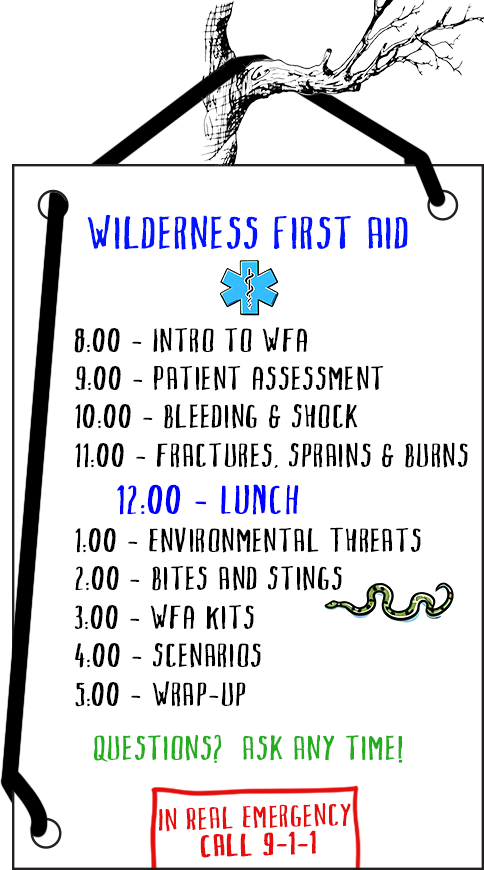 WILDERNESS FIRST AID
8:00 - INTRO TO WFA
9:00 - PATIENT ASSESSMENT
10:00 - BLEEDING & SHOCK
11:00 - FRACTURES, SPRAINS & BURNS
12:00 - LUNCH
1:00 - ENVIRONMENTAL THREATS
2:00 - BITES AND STINGS
3:00 - WFA KITS
4:00 - SCENARIOS
5:00 - WRAP-UP
QUESTIONS? ASK ANY TIME!
IN REAL EMERGENCY
CALL 9-1-1